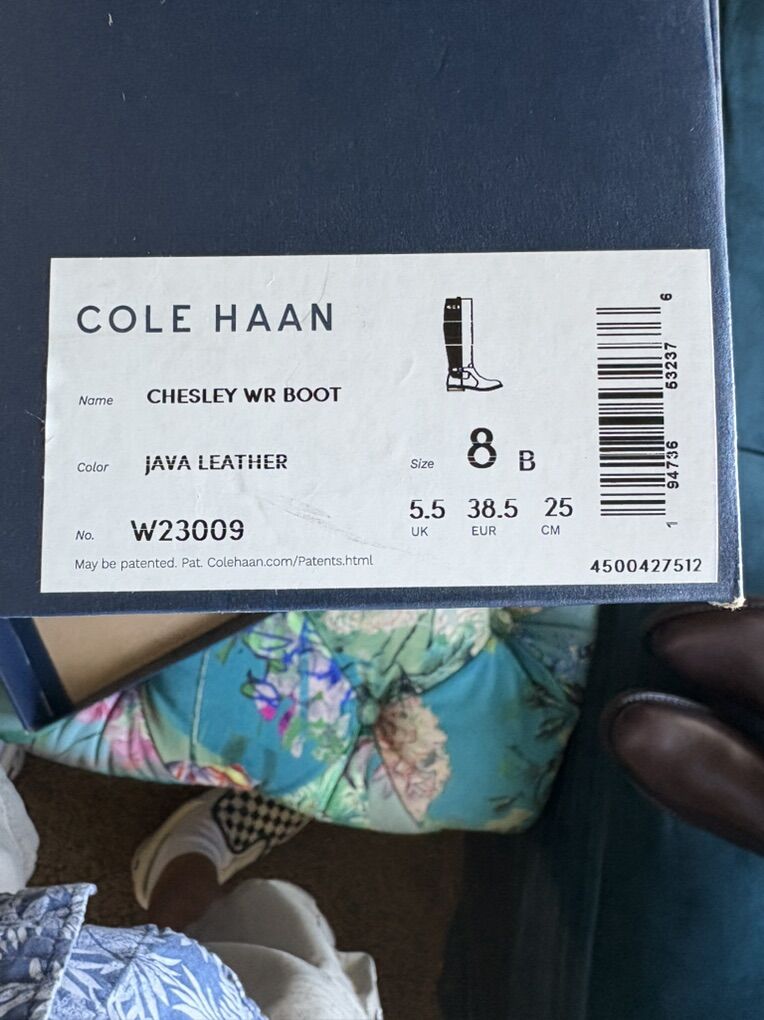 COLE HAAN
Name CHESLEY WR BOOT
Color JAVA LEATHER
Size 8 B
No. W23009
5.5 38.5 25
UK EUR CM
May be patented. Pat. Colehaan.com/Patents.html
4500427512
1 94736 53237 6